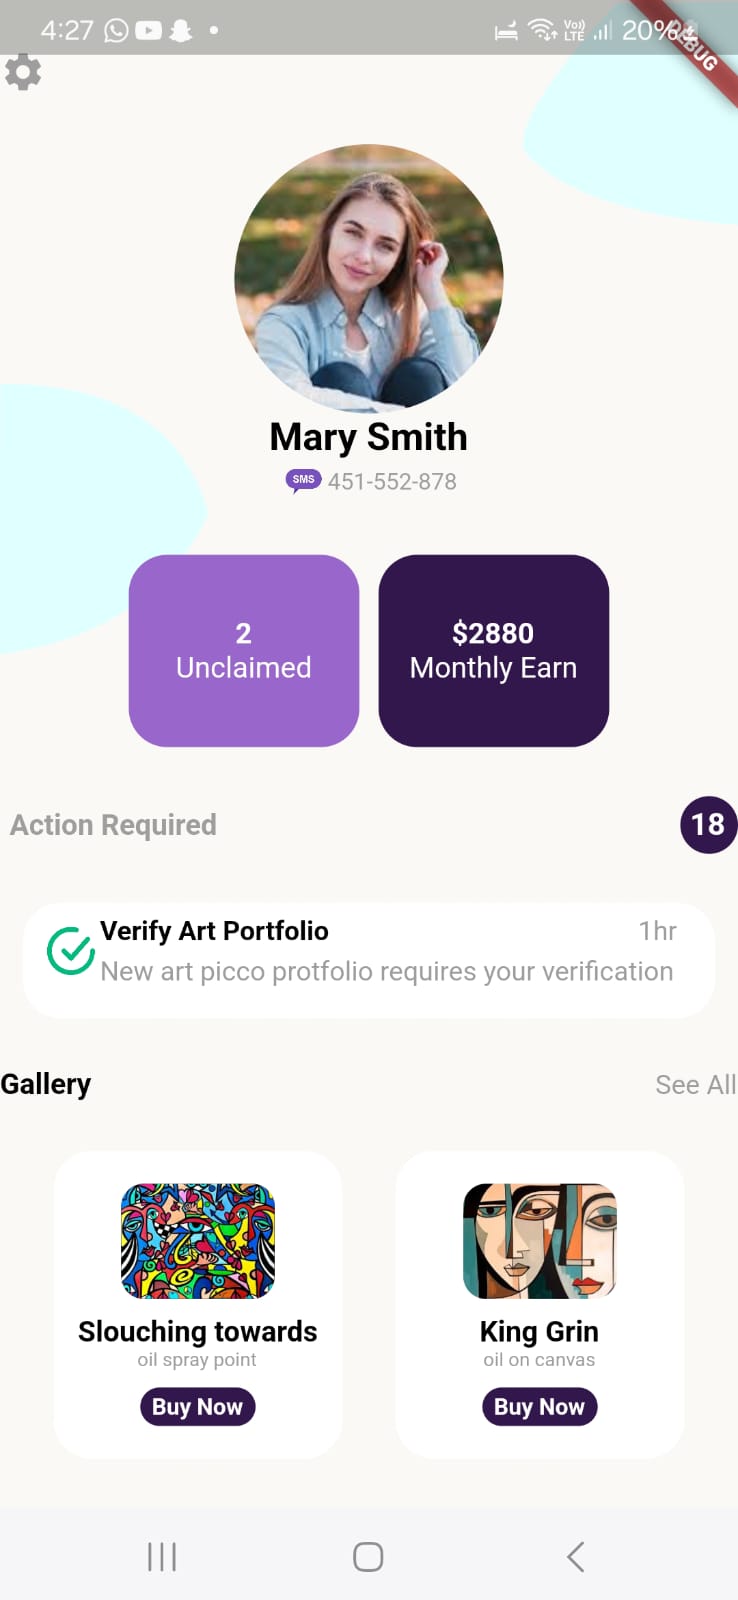 4:27 Vo)) LTE 20%
DEBUG
Mary Smith
SMS 451-552-878
2
Unclaimed
$2880
Monthly Earn
Action Required 18
Verify Art Portfolio 1hr
New art picco protfolio requires your verification
Gallery See All
Slouching towards
oil spray point
Buy Now
King Grin
oil on canvas
Buy Now